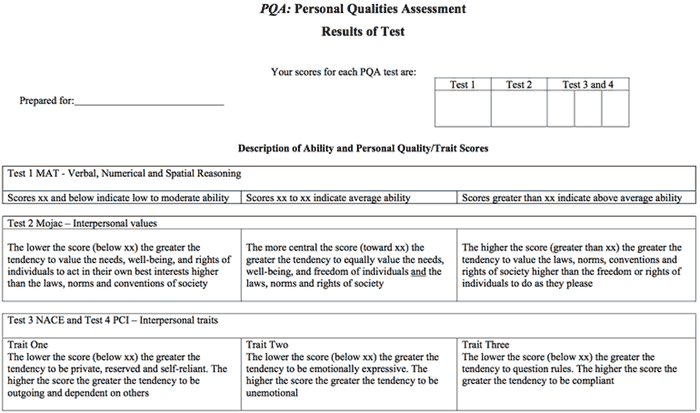 PQA: Personal Qualities Assessment
Results of Test
Your scores for each PQA test are:
Test 1 Test 2 Test 3 and 4
Prepared for:
Description of Ability and Personal Quality/Trait Scores
Test 1 MAT - Verbal, Numerical and Spatial Reasoning
Scores xx and below indicate low to moderate ability
Scores xx to xx indicate average ability
Scores greater than xx indicate above average ability
Test 2 Mojac – Interpersonal values
The lower the score (below xx) the greater the
tendency to value the needs, well-being, and rights of
individuals to act in their own best interests higher
than the laws, norms and conventions of society
The more central the score (toward xx) the
greater the tendency to equally value the needs,
well-being, and freedom of individuals and the
laws, norms and rights of society
The higher the score (greater than xx) the greater the
tendency to value the laws, norms, conventions and
rights of society higher than the freedom or rights of
individuals to do as they please
Test 3 NACE and Test 4 PCI – Interpersonal traits
Trait One
The lower the score (below xx) the greater the
tendency to be private, reserved and self-reliant. The
higher the score the greater the tendency to be
outgoing and dependent on others
Trait Two
The lower the score (below xx) the greater the
tendency to be emotionally expressive. The
higher the score the greater the tendency to be
unemotional
Trait Three
The lower the score (below xx) the greater the
tendency to question rules. The higher the score the
greater the tendency to be compliant